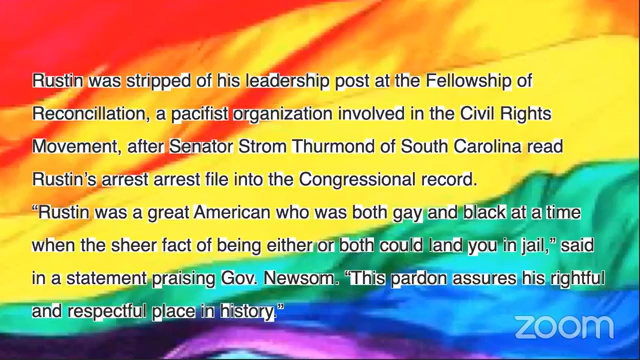 Rustin was stripped of his leadership post at the Fellowship of
Reconcillation, a pacifist organization involved in the Civil Rights
Movement, after Senator Strom Thurmond of South Carolina read
Rustin's arrest arrest file into the Congressional record.
“Rustin was a great American who was both gay and black at a time
when the sheer fact of being either or both could land you in jail,” said
in a statement praising Gov. Newsom. “This pardon assures his rightful
and respectful place in history.”
zoom